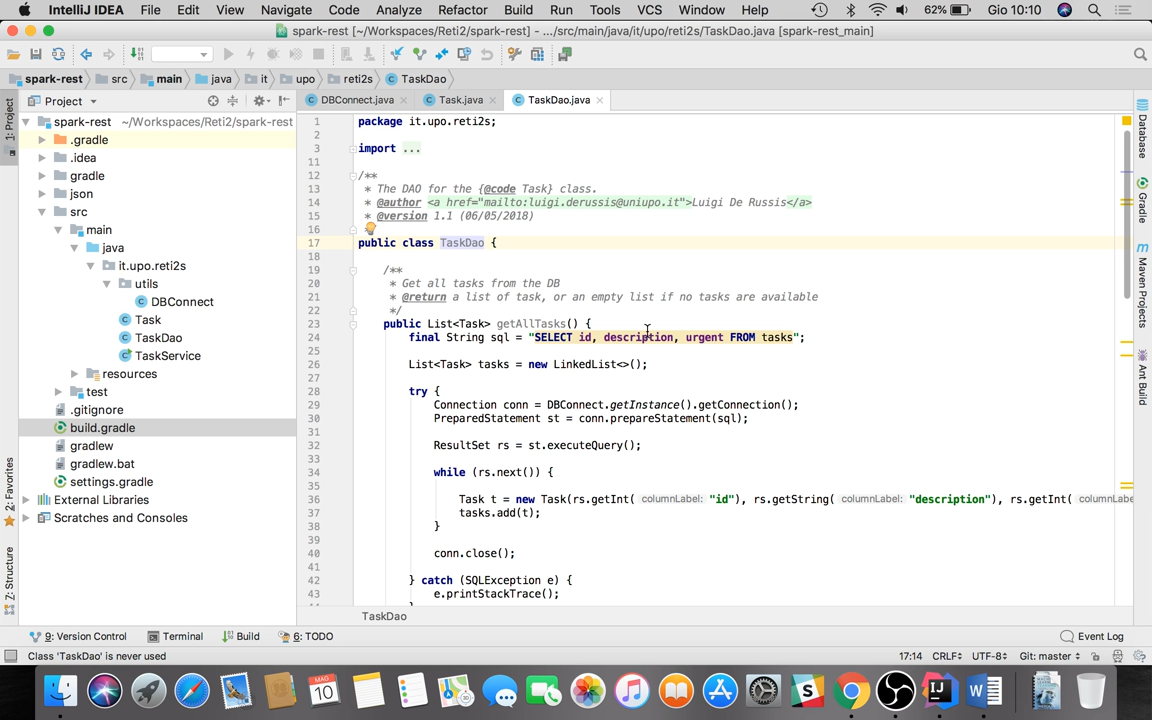 IntelliJ IDEA File Edit View Navigate Code Analyze Refactor Build Run Tools VCS Window Help 62% Gio 10:10
spark-rest [~/Workspaces/Reti2/spark-rest] - .../src/main/java/it/upo/reti2s/TaskDao.java [spark-rest_main]
spark-rest src main java it upo reti2s TaskDao
Project DBConnect.java Task.java TaskDao.java
1: Project
2: Favorites
7: Structure
spark-rest ~/Workspaces/Reti2/spark-rest
.gradle
.idea
gradle
json
src
main
java
it.upo.reti2s
utils
DBConnect
Task
TaskDao
TaskService
resources
test
.gitignore
build.gradle
gradlew
gradlew.bat
settings.gradle
External Libraries
Scratches and Consoles
1 package it.upo.reti2s;
2
3 import ...
11
12 /**
13 * The DAO for the {@code Task} class.
14 * @author <a href="mailto:luigi.derussis@uniupo.it">Luigi De Russis</a>
15 * @version 1.1 (06/05/2018)
16
17 public class TaskDao {
18
19 /**
20 * Get all tasks from the DB
21 * @return a list of task, or an empty list if no tasks are available
22 */
23 public List<Task> getAllTasks() {
24 final String sql = "SELECT id, description, urgent FROM tasks";
25
26 List<Task> tasks = new LinkedList<>();
27
28 try {
29 Connection conn = DBConnect.getInstance().getConnection();
30 PreparedStatement st = conn.prepareStatement(sql);
31
32 ResultSet rs = st.executeQuery();
33
34 while (rs.next()) {
35
36 Task t = new Task(rs.getInt( columnLabel: "id"), rs.getString( columnLabel: "description"), rs.getInt( columnLabe
37 tasks.add(t);
38 }
39
40 conn.close();
41
42 } catch (SQLException e) {
43 e.printStackTrace();
44
TaskDao
Database
Gradle
Maven Projects
Ant Build
9: Version Control Terminal Build 6: TODO Event Log
Class 'TaskDao' is never used 17:14 CRLF UTF-8 Git: master
MAG
10